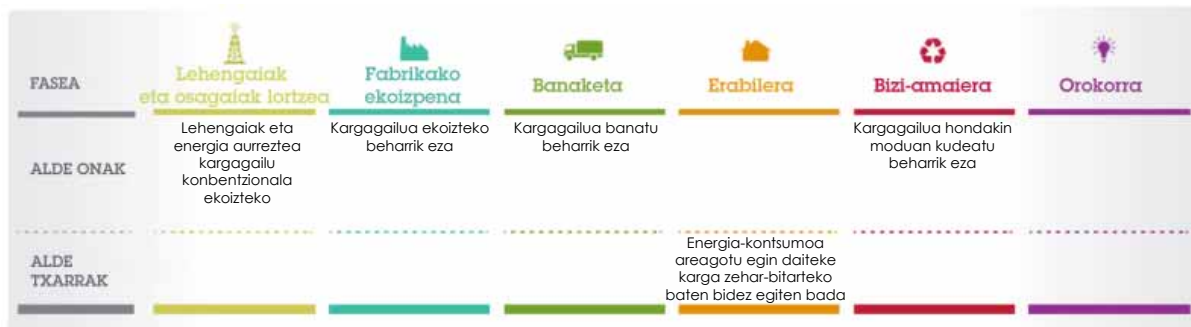 FASEA
Lehengaiak
eta osagaiak lortzea
Fabrikako
ekoizpena
Banaketa
Erabilera
Bizi-amaiera
Orokorra
ALDE ONAK
Lehengaiak eta
energia aurreztea
kargagailu
konbentzionala
ekoizteko
Kargagailua ekoizteko
beharrik eza
Kargagailua banatu
beharrik eza
Kargagailua hondakin
moduan kudeatu
beharrik eza
ALDE
TXARRAK
Energia-kontsumoa
areagotu egin daiteke
karga zehar-bitarteko
baten bidez egiten bada